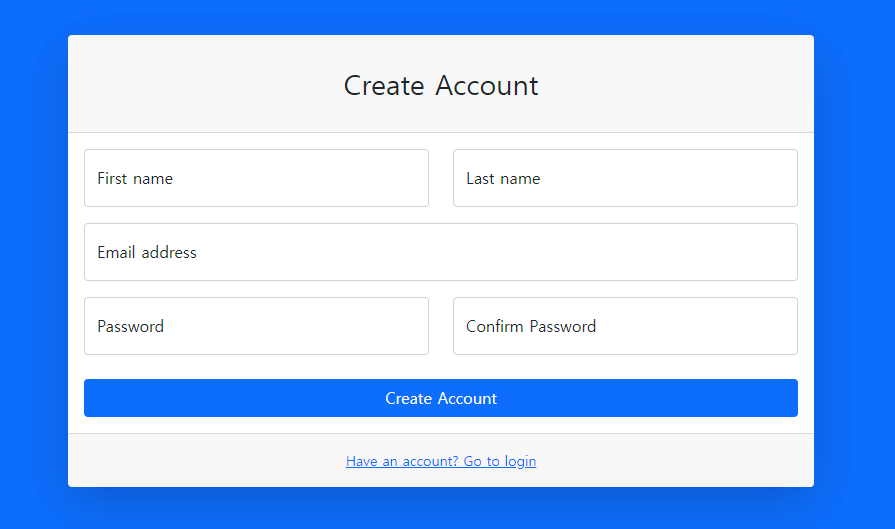 Create Account
First name
Last name
Email address
Password
Confirm Password
Create Account
Have an account? Go to login